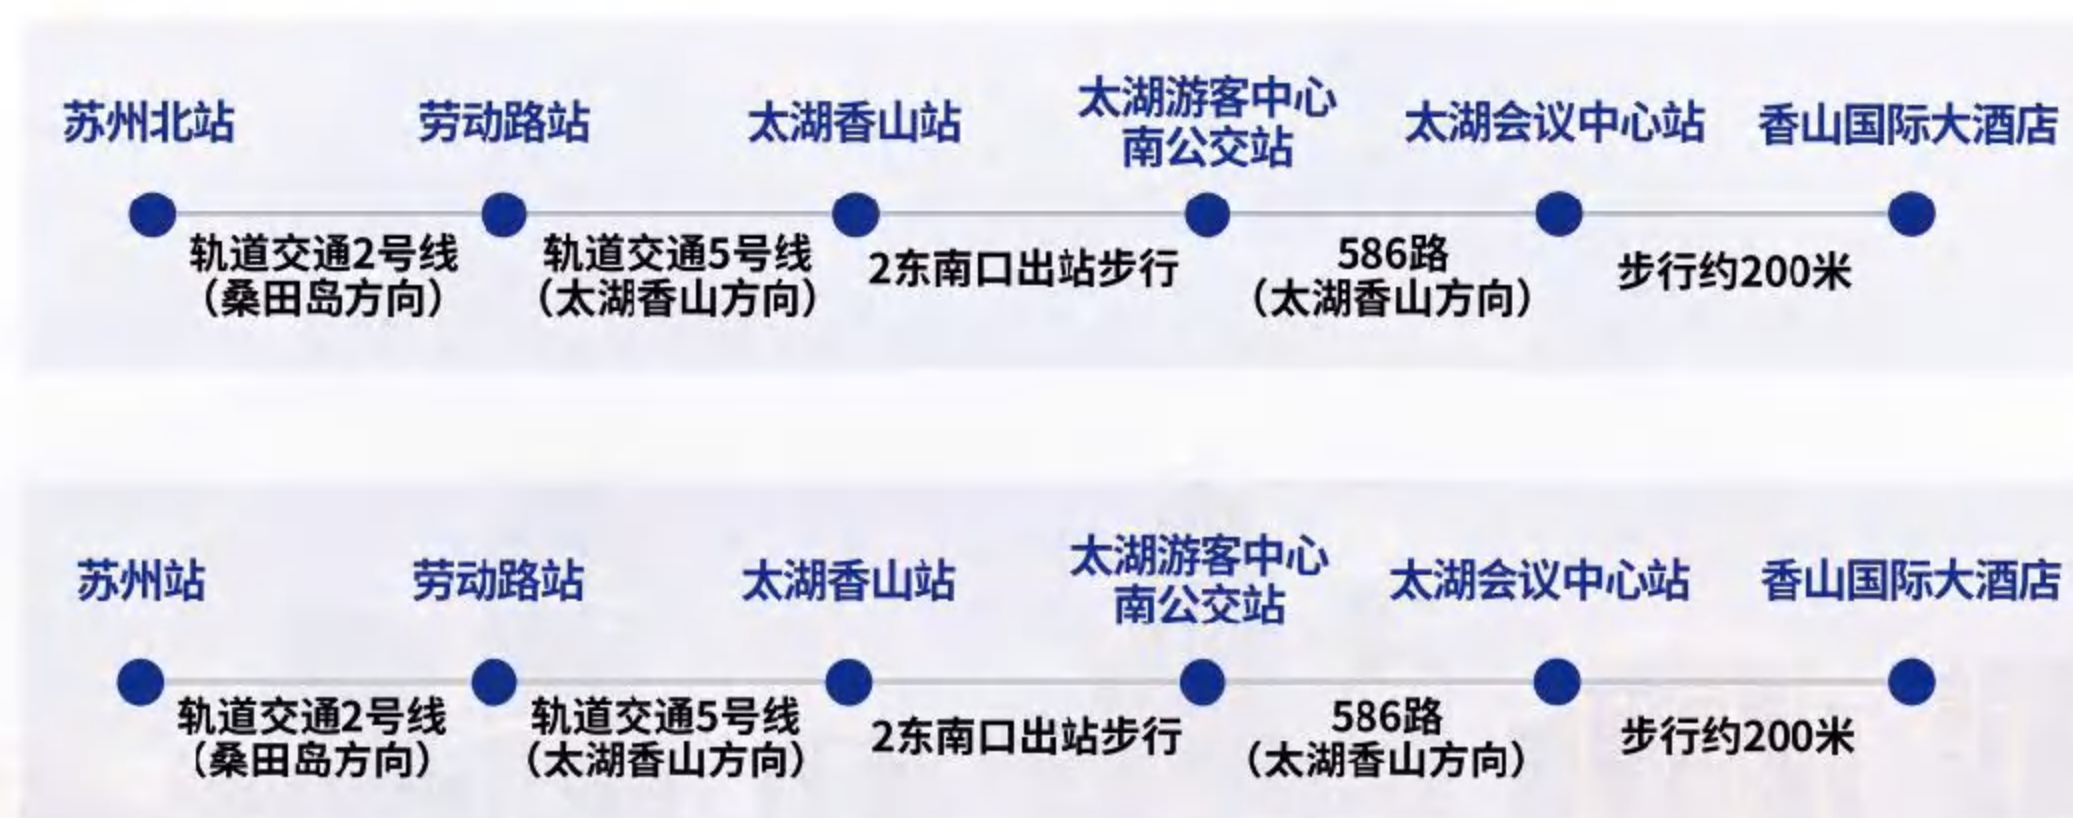 苏州北站
劳动路站
太湖香山站
太湖游客中心
南公交站
太湖会议中心站
香山国际大酒店
轨道交通2号线
（桑田岛方向）
轨道交通5号线
（太湖香山方向）
2东南口出站步行
586路
（太湖香山方向）
步行约200米
苏州站
劳动路站
太湖香山站
太湖游客中心
南公交站
太湖会议中心站
香山国际大酒店
轨道交通2号线
（桑田岛方向）
轨道交通5号线
（太湖香山方向）
2东南口出站步行
586路
（太湖香山方向）
步行约200米